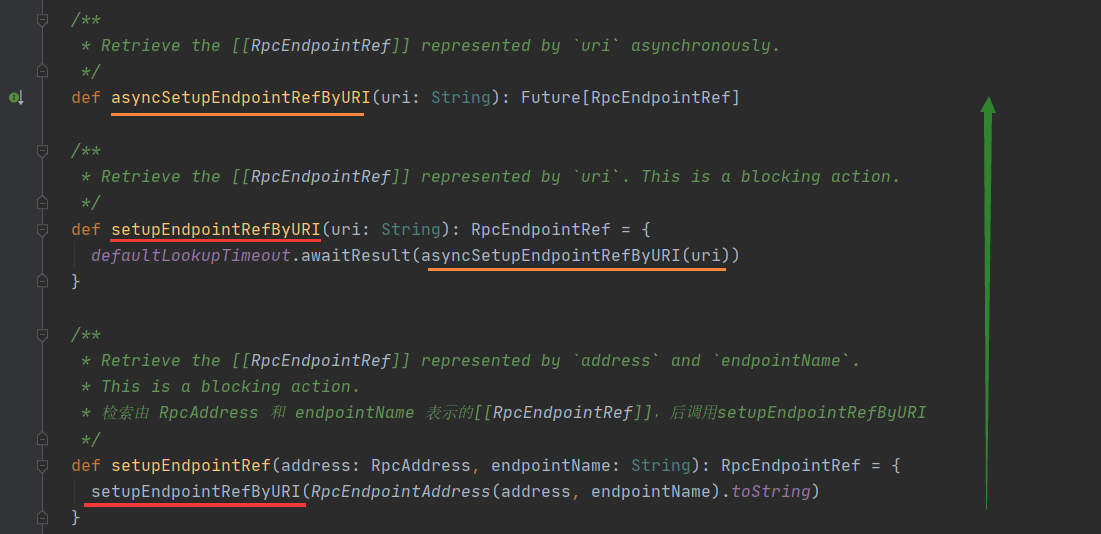 /**
* Retrieve the [[RpcEndpointRef]] represented by `uri` asynchronously.
*/
def asyncSetupEndpointRefByURI(uri: String): Future[RpcEndpointRef]
/**
* Retrieve the [[RpcEndpointRef]] represented by `uri`. This is a blocking action.
*/
def setupEndpointRefByURI(uri: String): RpcEndpointRef = {
defaultLookupTimeout.awaitResult(asyncSetupEndpointRefByURI(uri))
}
/**
* Retrieve the [[RpcEndpointRef]] represented by `address` and `endpointName`.
* This is a blocking action.
* 检索由 RpcAddress 和 endpointName 表示的[[RpcEndpointRef]]，后调用setupEndpointRefByURI
*/
def setupEndpointRef(address: RpcAddress, endpointName: String): RpcEndpointRef = {
setupEndpointRefByURI(RpcEndpointAddress(address, endpointName).toString)
}